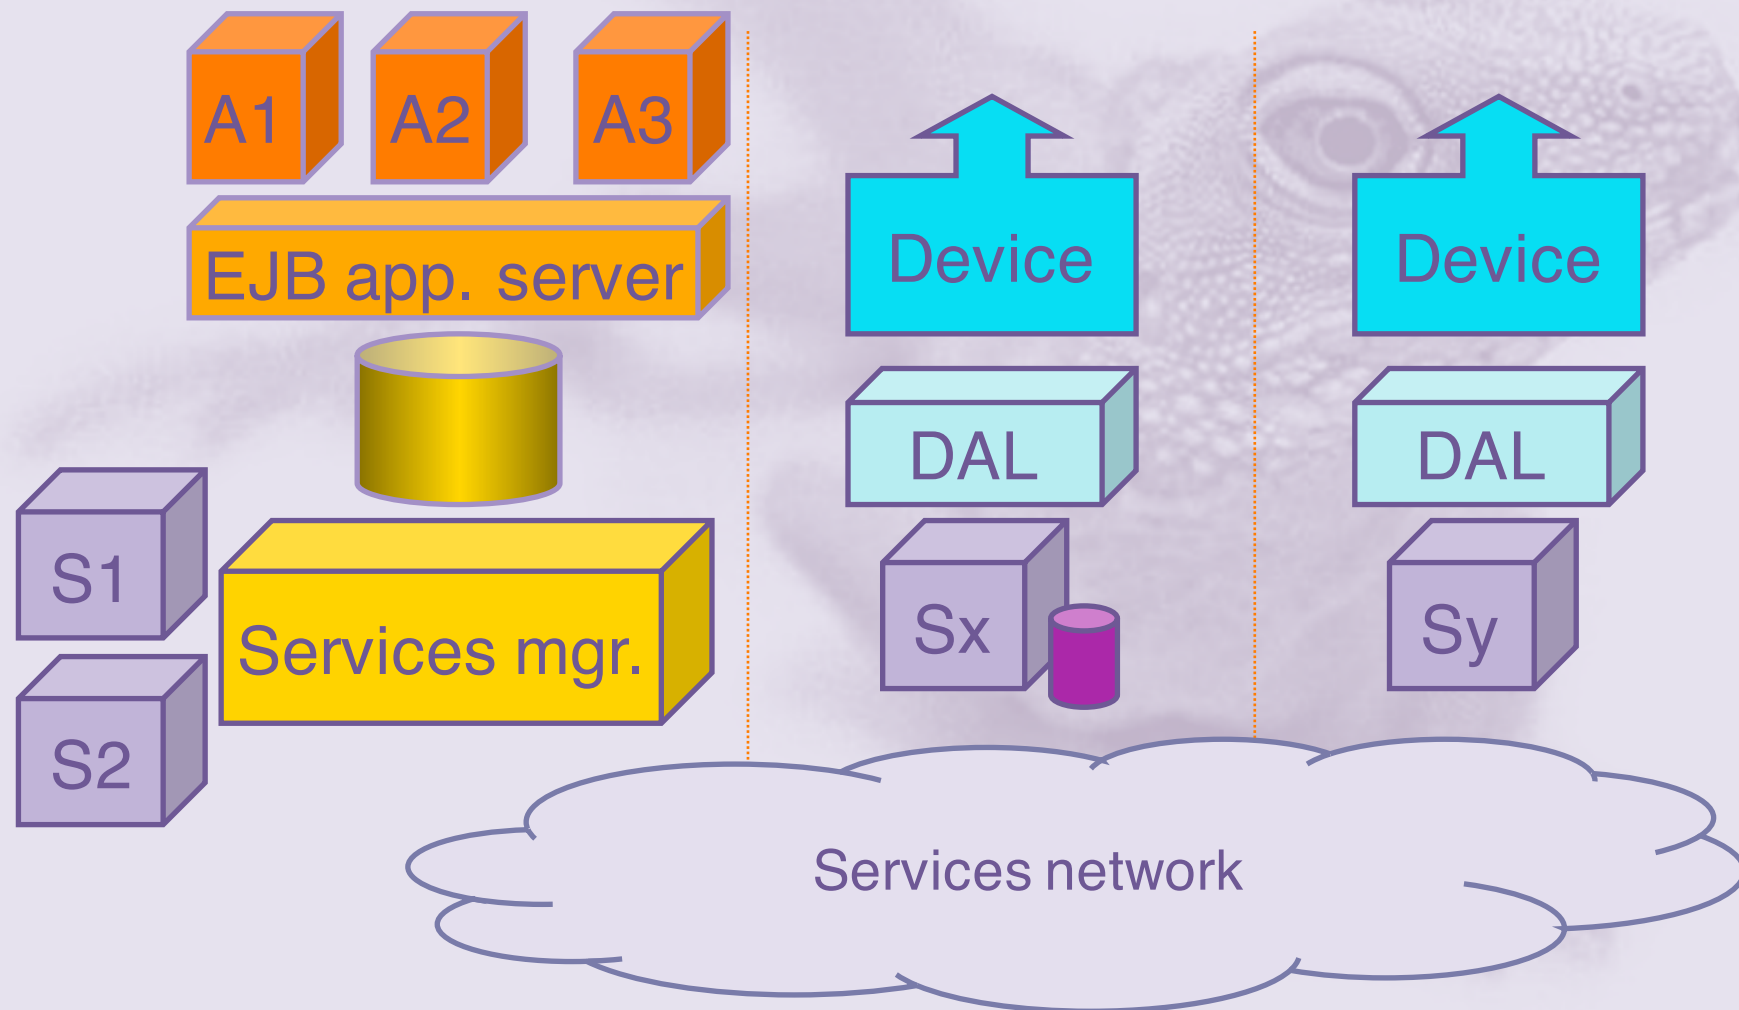 A1
A2
A3
EJB app. server
Device
Device
DAL
DAL
S1
Services mgr.
Sx
Sy
S2
Services network